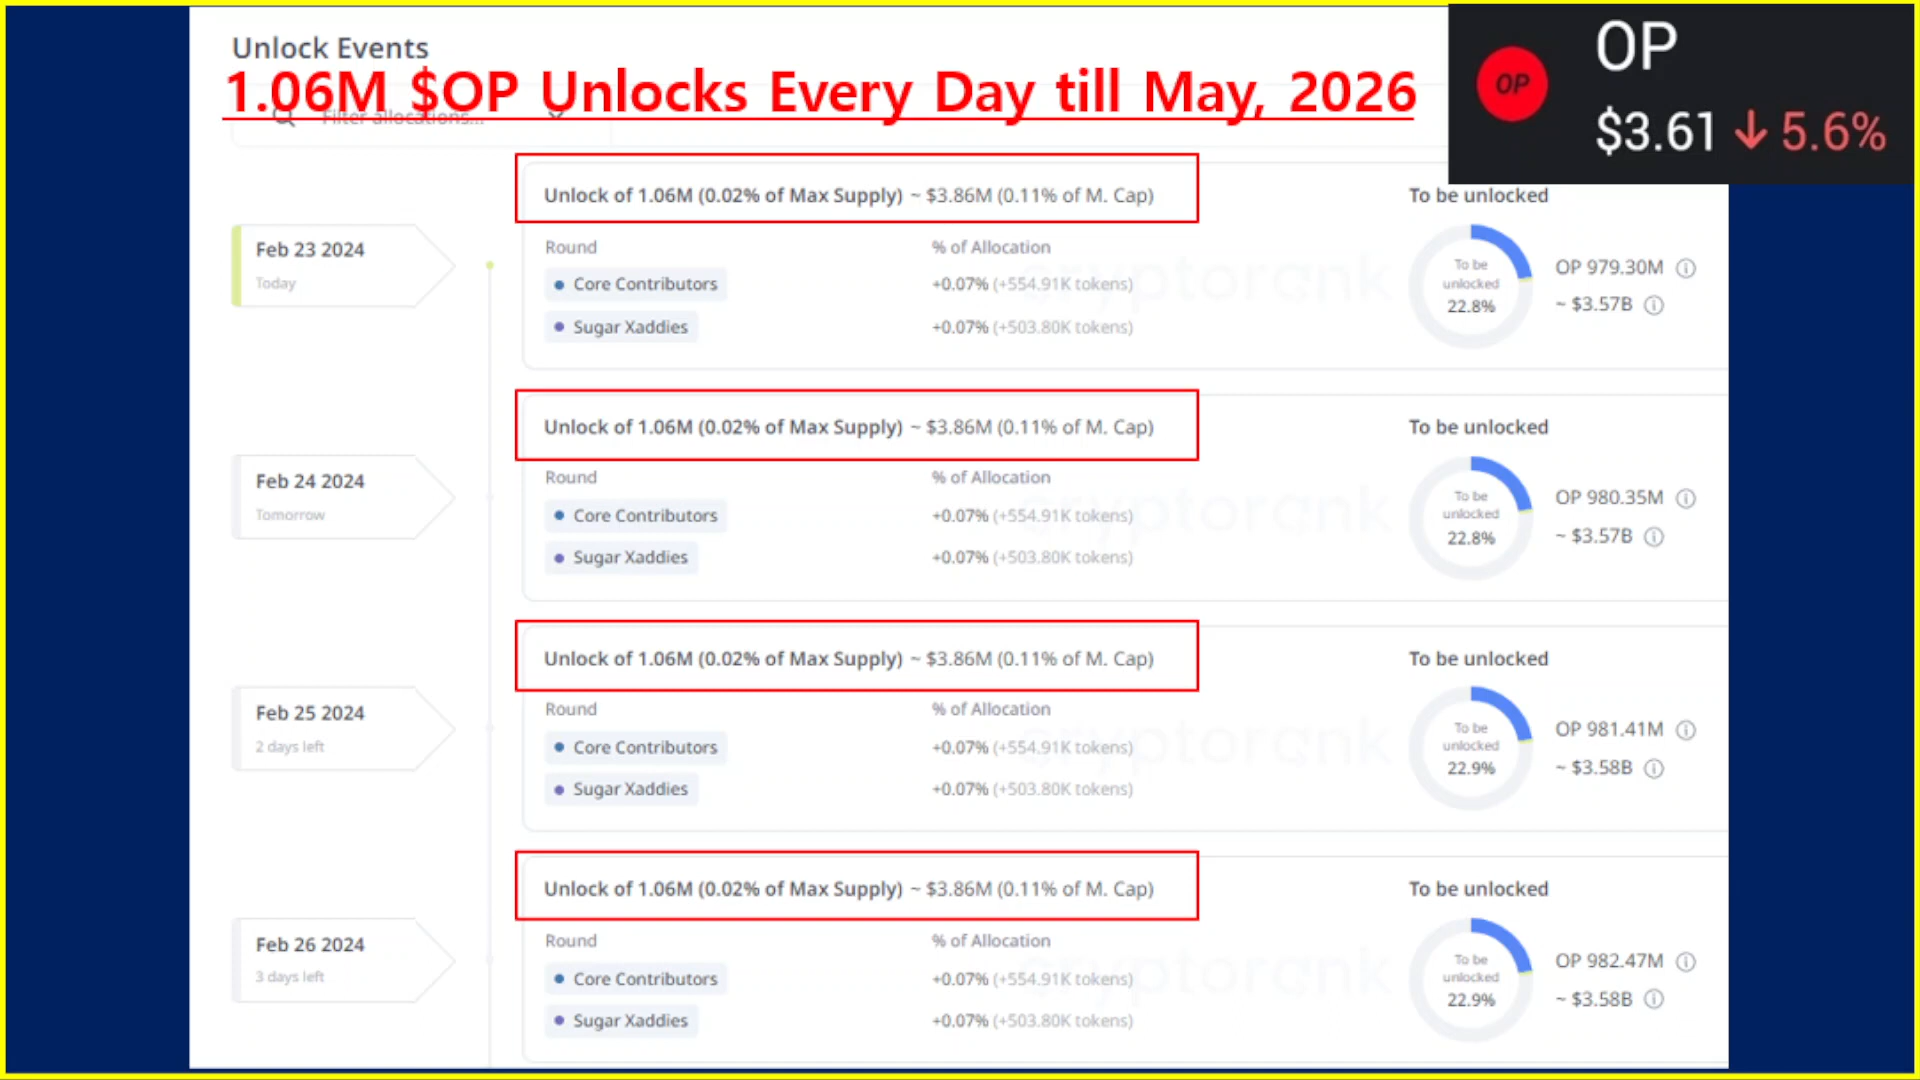 Unlock Events
1.06M $OP Unlocks Every Day till May, 2026
Filter allocations...
OP
OP
$3.61 ↓ 5.6%
Unlock of 1.06M (0.02% of Max Supply) ~ $3.86M (0.11% of M. Cap)
To be unlocked
Feb 23 2024
Today
Round
% of Allocation
Core Contributors
+0.07% (+554.91K tokens)
Sugar Xaddies
+0.07% (+503.80K tokens)
To be
unlocked
22.8%
OP 979.30M
~ $3.57B
cryptorank
Unlock of 1.06M (0.02% of Max Supply) ~ $3.86M (0.11% of M. Cap)
To be unlocked
Feb 24 2024
Tomorrow
Round
% of Allocation
Core Contributors
+0.07% (+554.91K tokens)
Sugar Xaddies
+0.07% (+503.80K tokens)
To be
unlocked
22.8%
OP 980.35M
~ $3.57B
cryptorank
Unlock of 1.06M (0.02% of Max Supply) ~ $3.86M (0.11% of M. Cap)
To be unlocked
Feb 25 2024
2 days left
Round
% of Allocation
Core Contributors
+0.07% (+554.91K tokens)
Sugar Xaddies
+0.07% (+503.80K tokens)
To be
unlocked
22.9%
OP 981.41M
~ $3.58B
cryptorank
Unlock of 1.06M (0.02% of Max Supply) ~ $3.86M (0.11% of M. Cap)
To be unlocked
Feb 26 2024
3 days left
Round
% of Allocation
Core Contributors
+0.07% (+554.91K tokens)
Sugar Xaddies
+0.07% (+503.80K tokens)
To be
unlocked
22.9%
OP 982.47M
~ $3.58B
cryptorank